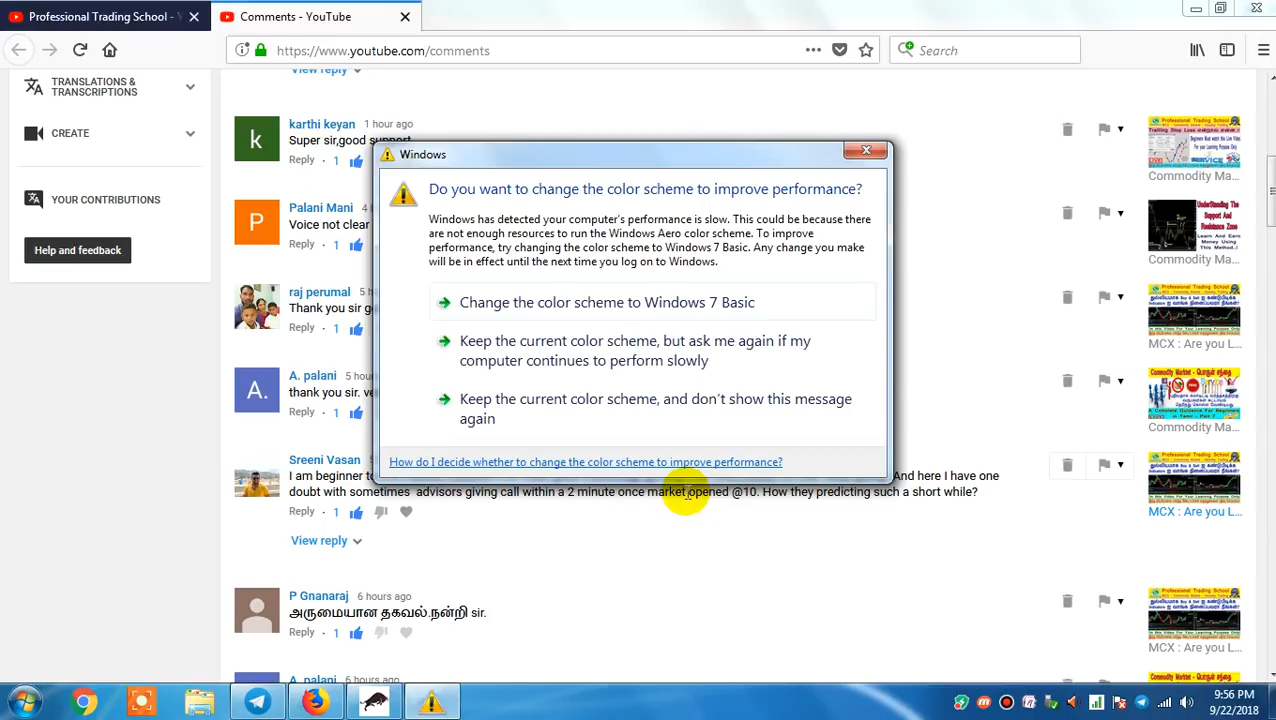 Professional Trading School -
Comments - YouTube
https://www.youtube.com/comments
Search
TRANSLATIONS &
TRANSCRIPTIONS
CREATE
YOUR CONTRIBUTIONS
Help and feedback
View reply
karthi keyan 1 hour ago
Super sir,good support
Reply · 1
Commodity Ma...
Palani Mani
Voice not clear
Reply · 1
Commodity Ma...
raj perumal 5 h
Thank you sir g
Reply · 1
MCX : Are you L...
A. palani 5 hour
thank you sir. ve
Reply · 1
Commodity Ma...
Sreeni Vasan
I am beginner to And here I have one
doubt with sometimes advisors giving call within a 2 minute once market opened @10. How they predicting such a short while?
Reply · 1
View reply
MCX : Are you L...
P Gnanaraj 6 hours ago
அருமையான தகவல்.நன்றி
Reply · 1
MCX : Are you L...
A. palani 6 hours ago
Windows
Do you want to change the color scheme to improve performance?
Windows has detected your computer's performance is slow. This could be because there
are not enough resources to run the Windows Aero color scheme. To improve
performance, try changing the color scheme to Windows 7 Basic. Any change you make
will be in effect until the next time you log on to Windows.
Change the color scheme to Windows 7 Basic
Keep the current color scheme, but ask me again if my
computer continues to perform slowly
Keep the current color scheme, and don't show this message
again
How do I decide whether to change the color scheme to improve performance?
9:56 PM
9/22/2018